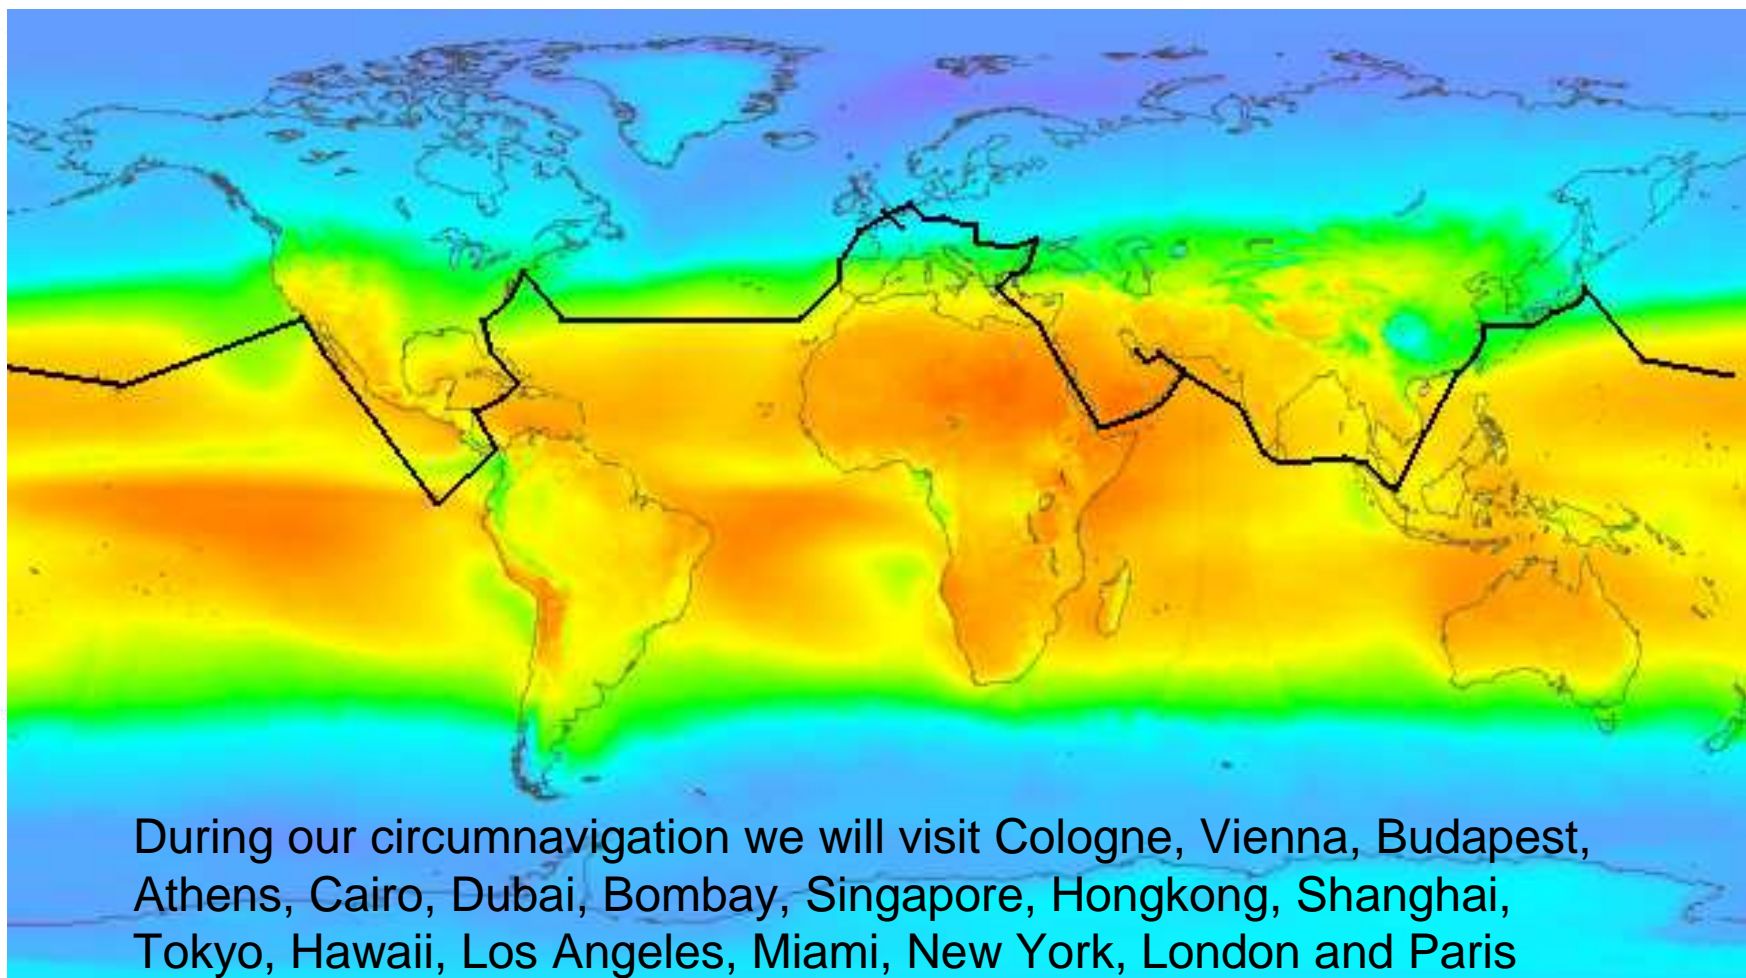 During our circumnavigation we will visit Cologne, Vienna, Budapest,
Athens, Cairo, Dubai, Bombay, Singapore, Hongkong, Shanghai,
Tokyo, Hawaii, Los Angeles, Miami, New York, London and Paris